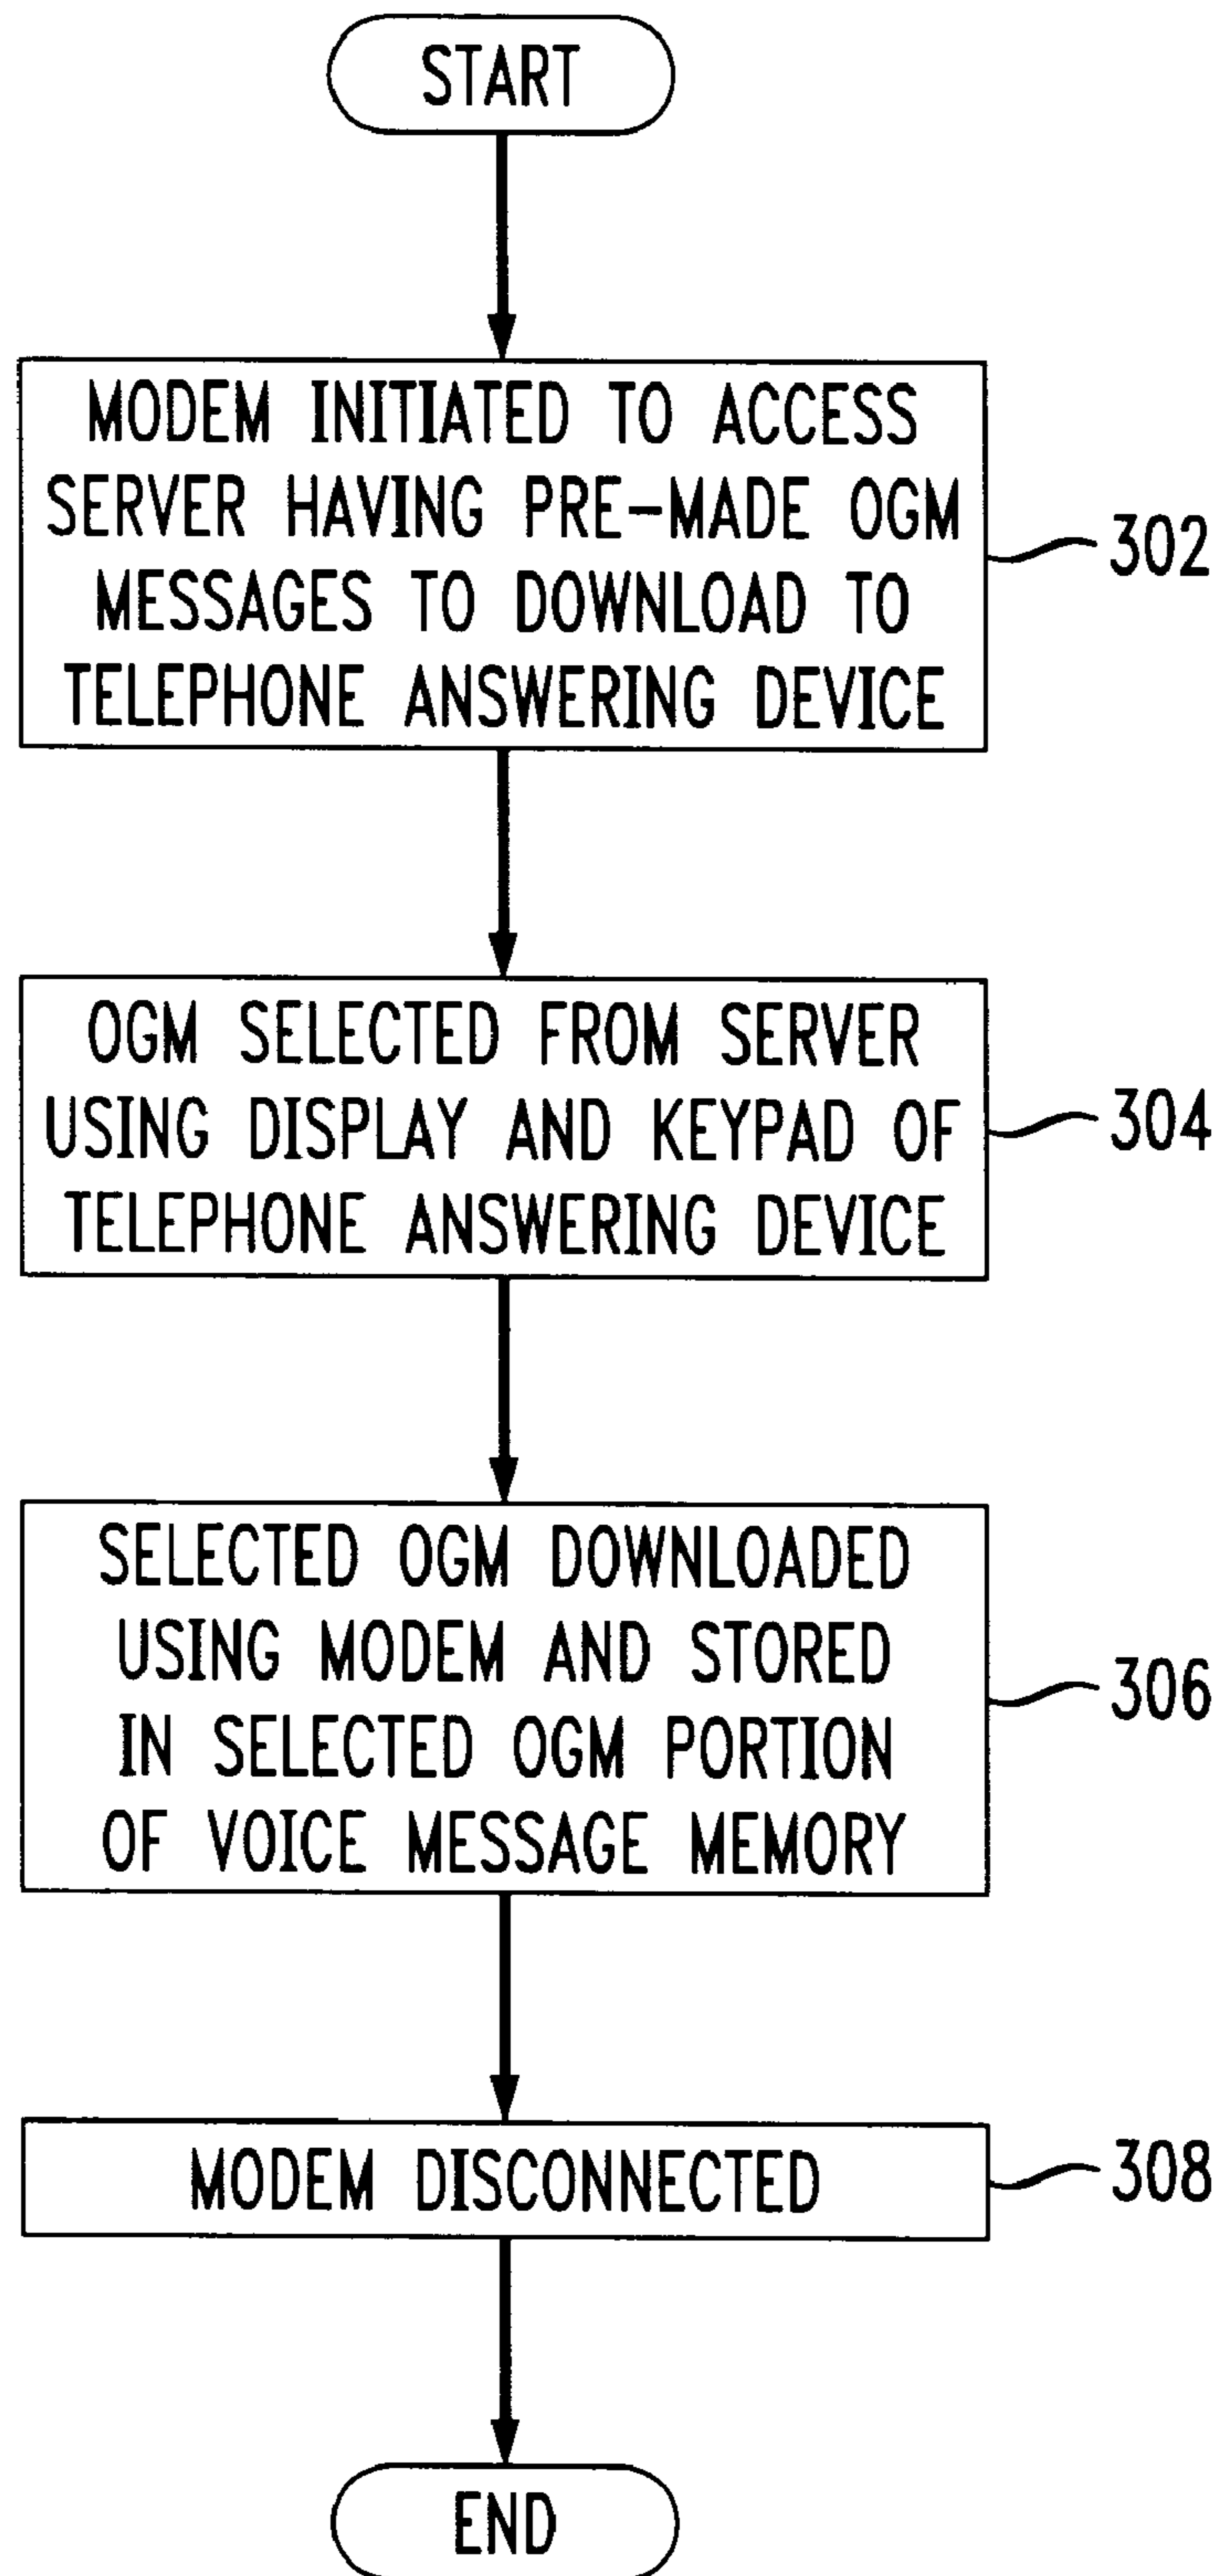 START
MODEM INITIATED TO ACCESS
SERVER HAVING PRE-MADE OGM
MESSAGES TO DOWNLOAD TO
TELEPHONE ANSWERING DEVICE
302
OGM SELECTED FROM SERVER
USING DISPLAY AND KEYPAD OF
TELEPHONE ANSWERING DEVICE
304
SELECTED OGM DOWNLOADED
USING MODEM AND STORED
IN SELECTED OGM PORTION
OF VOICE MESSAGE MEMORY
306
MODEM DISCONNECTED
308
END